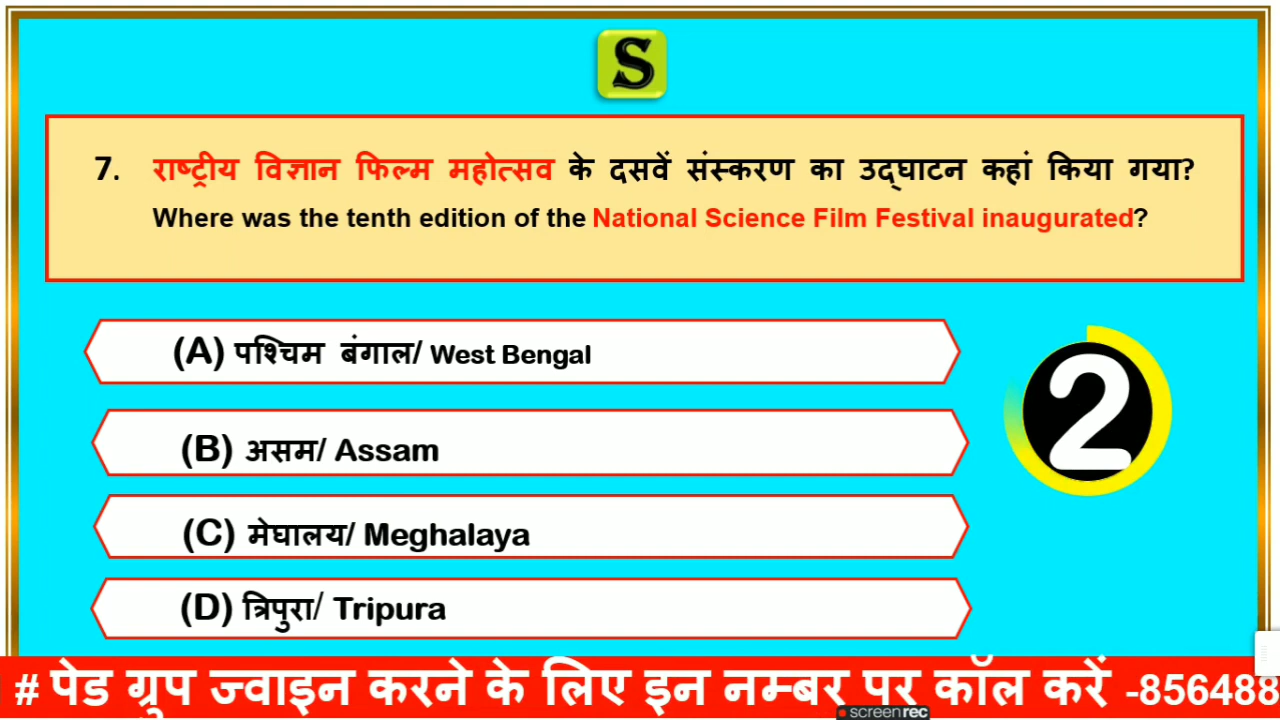 S
7. राष्ट्रीय विज्ञान फिल्म महोत्सव के दसवें संस्करण का उद्घाटन कहां किया गया?
Where was the tenth edition of the National Science Film Festival inaugurated?
(A) पश्चिम बंगाल/ West Bengal
2
(B) असम/ Assam
(C) मेघालय/ Meghalaya
(D) त्रिपुरा/ Tripura
# पेड ग्रुप ज्वाइन करने के लिए इन नम्बर पर कॉल करें -856488
screenrec